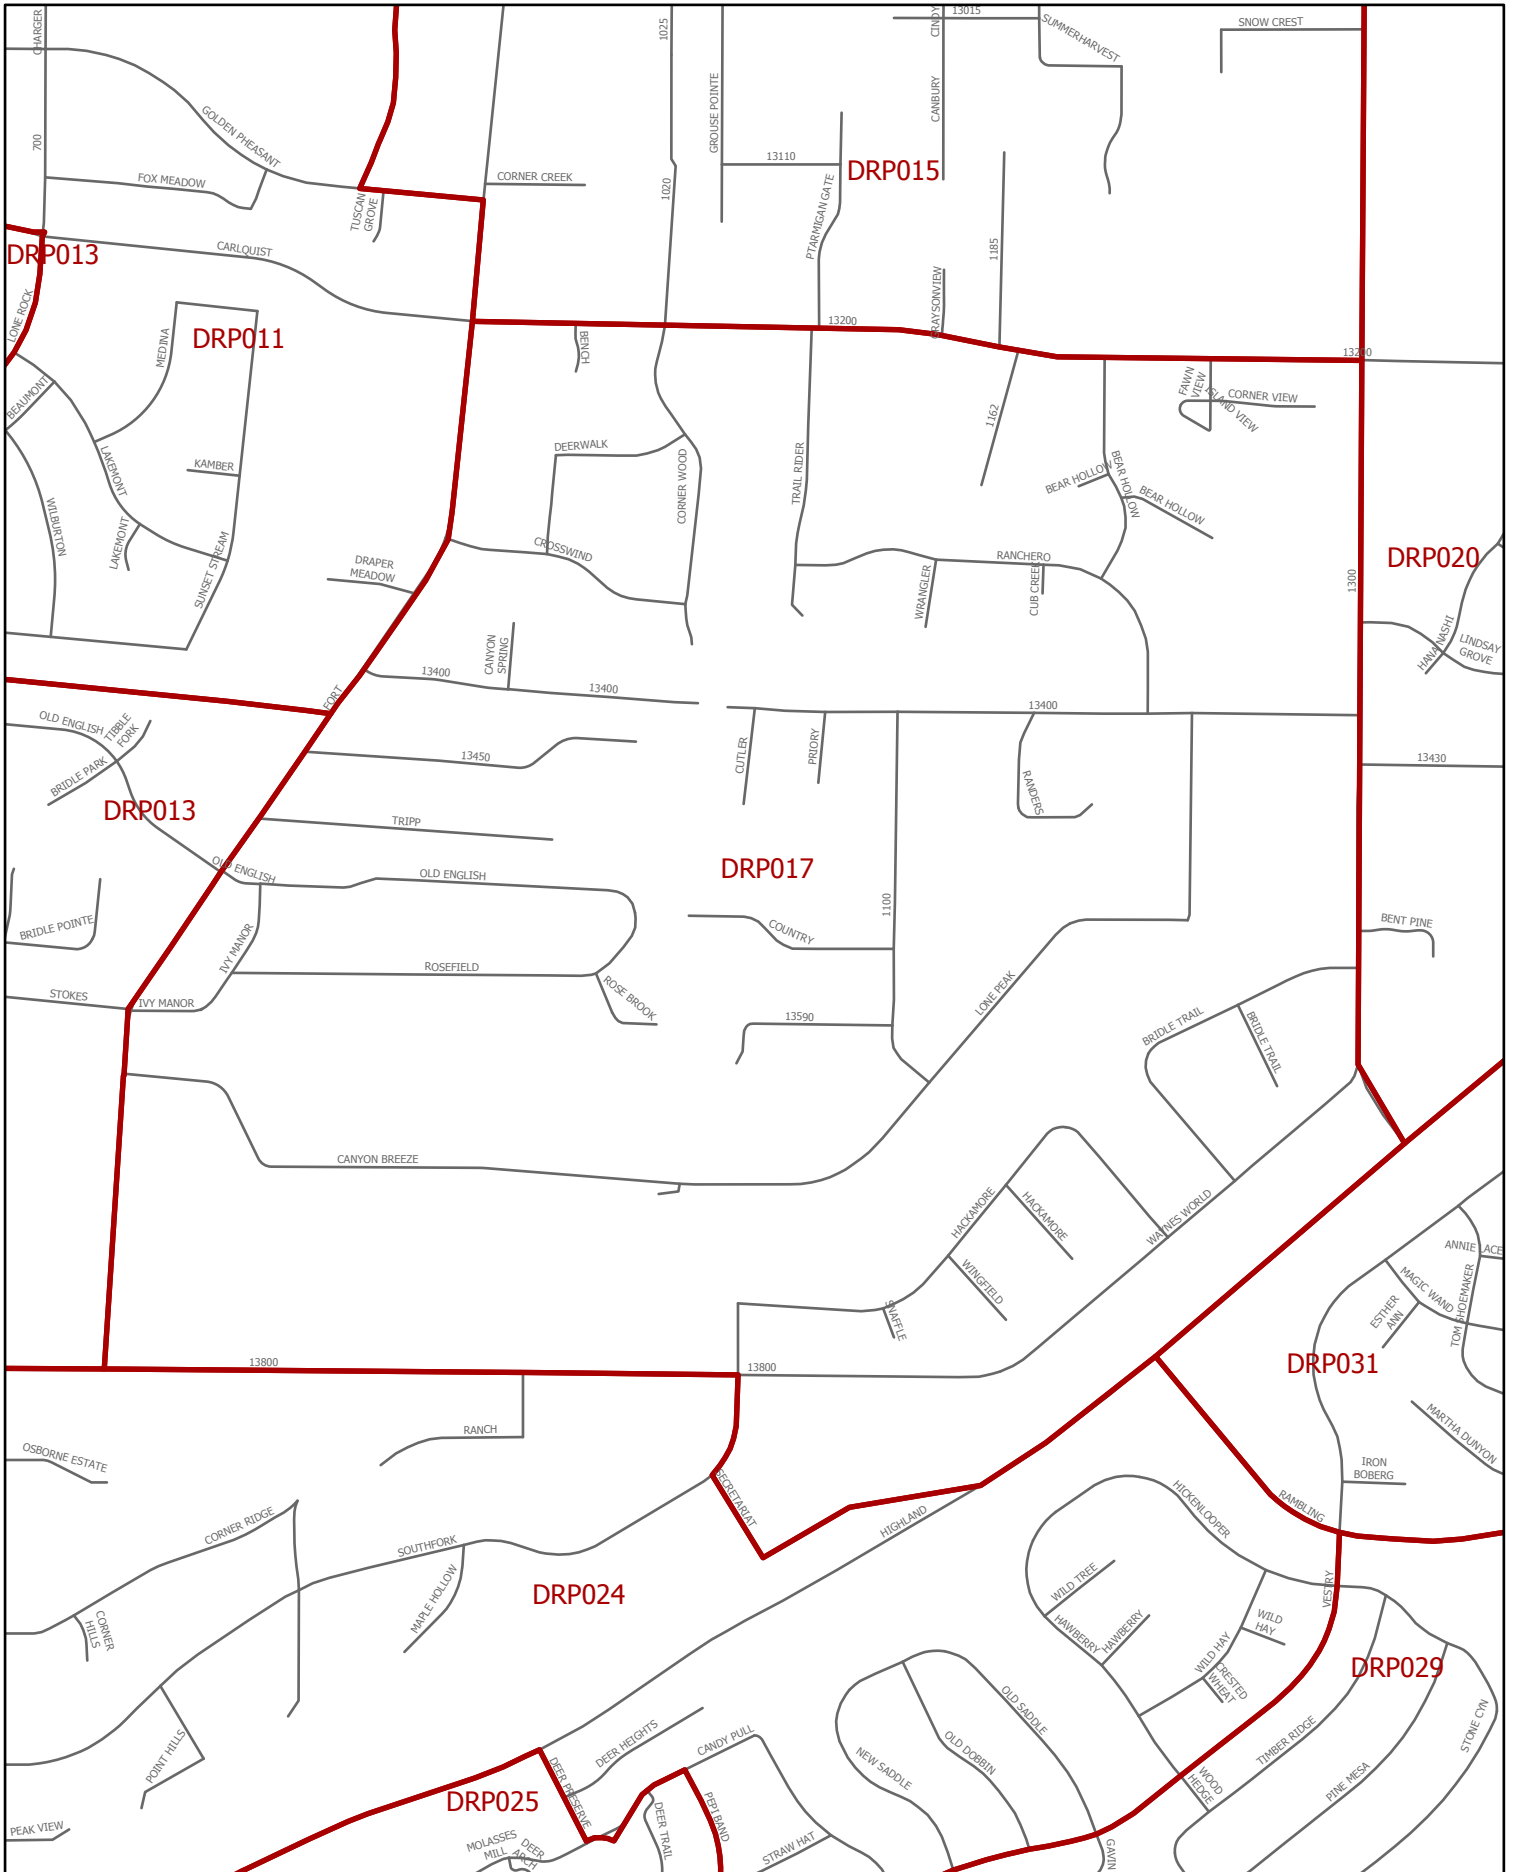 CHARGER
1025
CINDY
13015
SUMMERHARVEST
SNOW CREST
GROUSE POINTE
CANBURY
700
GOLDEN PHEASANT
13110
DRP015
FOX MEADOW
CORNER CREEK
1020
TUSCAN
GROVE
PTARMIGAN GATE
DRP013
CARLQUIST
1185
GRAYSONVIEW
LONE ROCK
DRP011
MEDINA
13200
BENCH
13200
BEAUMONT
FAWN
VIEW
ISLAND VIEW
CORNER VIEW
1162
DEERWALK
CORNER WOOD
TRAIL RIDER
LAKEMONT
KAMBER
BEAR HOLLOW
BEAR HOLLOW
BEAR HOLLOW
WILBURTON
LAKEMONT
SUNSET STREAM
CROSSWIND
DRAPER
MEADOW
RANCHERO
WRANGLER
CUB CREEK
1300
DRP020
HANA NASHI
LINDSAY
GROVE
CANYON
SPRING
13400
13400
13400
FORT
OLD ENGLISH
TIBBLE
FORK
BRIDLE PARK
13450
CUTLER
PRIORY
13430
RANDERS
DRP013
TRIPP
DRP017
OLD ENGLISH
OLD ENGLISH
1100
BRIDLE POINTE
COUNTRY
BENT PINE
IVY MANOR
ROSEFIELD
ROSE BROOK
LONE PEAK
STOKES
IVY MANOR
13590
BRIDLE TRAIL
BRIDLE TRAIL
CANYON BREEZE
HACKAMORE
HACKAMORE
WAYNES WORLD
WINGFIELD
SNAFFLE
ANNIE LACE
MAGIC WAND
TOM SHOEMAKER
ESTHER
ANN
13800
13800
DRP031
RANCH
MARTHA DUNYON
OSBORNE ESTATE
IRON
BOBERG
SECRETARIAT
HICKENLOOPER
RAMBLING
CORNER RIDGE
HIGHLAND
SOUTHFORK
MAPLE HOLLOW
DRP024
WILD TREE
VESTRY
CORNER
HILLS
HAWBERRY
HAWBERRY
WILD
HAY
WILD HAY
CRESTED
WHEAT
DRP029
OLD SADDLE
POINT HILLS
DEER HEIGHTS
CANDY PULL
OLD DOBBIN
NEW SADDLE
TIMBER RIDGE
STONE CYN
PINE MESA
WOOD
HEDGE
DRP025
DEER PRESERVE
PEPI BAND
DEER TRAIL
PEAK VIEW
MOLASSES
MILL
DEER
ARCH
STRAW HAT
GAVIN